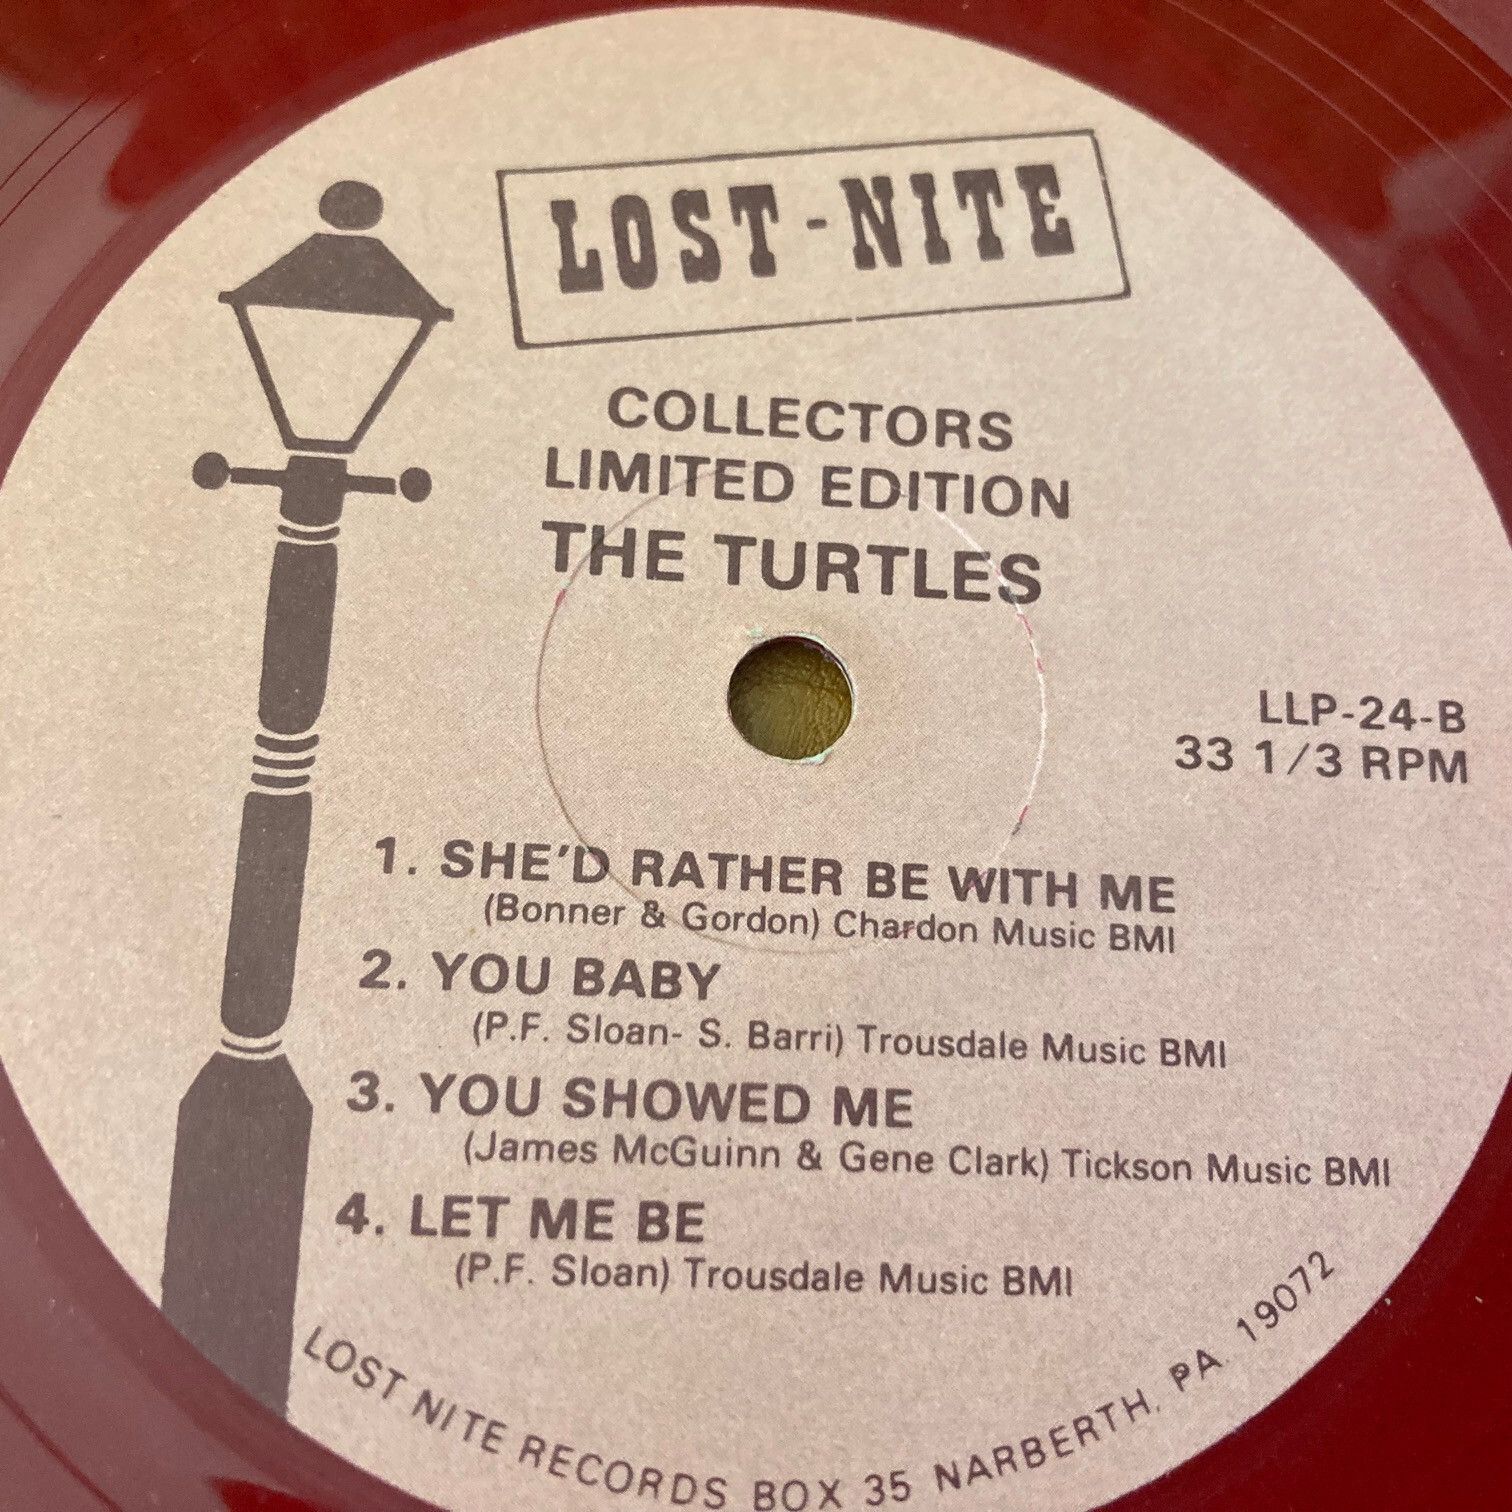 LOST-NITE
COLLECTORS
LIMITED EDITION
THE TURTLES
LLP-24-B
33 1/3 RPM
1. SHE'D RATHER BE WITH ME
(Bonner & Gordon) Chardon Music BMI
2. YOU BABY
(P.F. Sloan- S. Barri) Trousdale Music BMI
3. YOU SHOWED ME
(James McGuinn & Gene Clark) Tickson Music BMI
4. LET ME BE
(P.F. Sloan) Trousdale Music BMI
LOST NITE RECORDS BOX 35 NARBERTH, PA. 19072